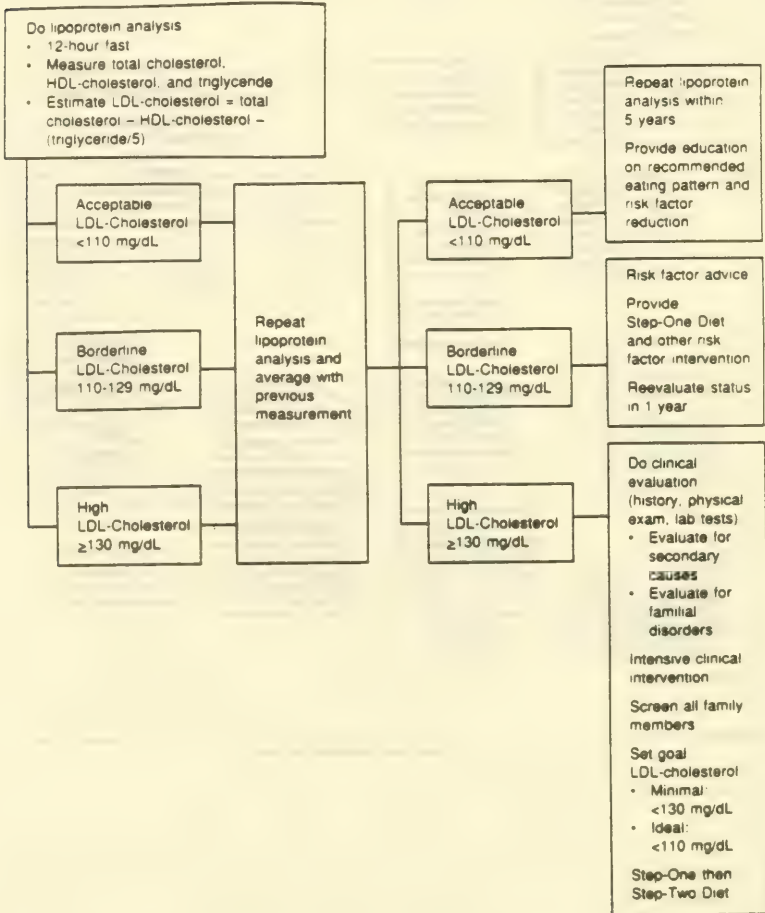 Do lipoprotein analysis
• 12-hour fast
• Measure total cholesterol,
HDL-cholesterol, and triglyceride
• Estimate LDL-cholesterol = total
cholesterol – HDL-cholesterol –
(triglyceride/5)
Acceptable
LDL-Cholesterol
<110 mg/dL
Borderline
LDL-Cholesterol
110-129 mg/dL
High
LDL-Cholesterol
≥130 mg/dL
Repeat
lipoprotein
analysis and
average with
previous
measurement
Acceptable
LDL-Cholesterol
<110 mg/dL
Borderline
LDL-Cholesterol
110-129 mg/dL
High
LDL-Cholesterol
≥130 mg/dL
Repeat lipoprotein
analysis within
5 years
Provide education
on recommended
eating pattern and
risk factor
reduction
Risk factor advice
Provide
Step-One Diet
and other risk
factor intervention
Reevaluate status
in 1 year
Do clinical
evaluation
(history, physical
exam, lab tests)
• Evaluate for
secondary
causes
• Evaluate for
familial
disorders
Intensive clinical
intervention
Screen all family
members
Set goal
LDL-cholesterol
• Minimal:
<130 mg/dL
• Ideal:
<110 mg/dL
Step-One then
Step-Two Diet